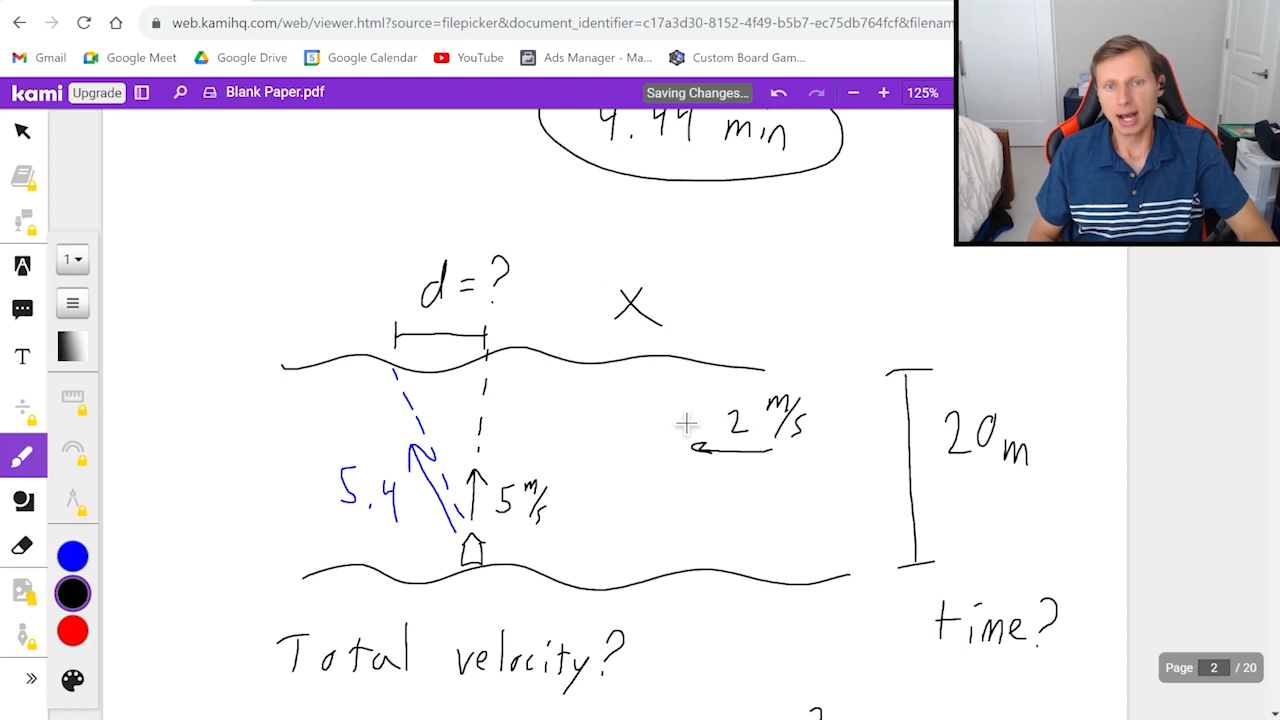 web.kamihq.com/web/viewer.html?source=filepicker&document_identifier=c17a3d30-8152-4f49-b5b7-ec75db764fcf&filenam
Gmail Google Meet Google Drive 5 Google Calendar YouTube Ads Manager - Ma... Custom Board Gam...
kami Upgrade Blank Paper.pdf Saving Changes... 125%
4.44 min
1
d = ?
X
2 m/s
20 m
5.4
5 m/s
time?
Total velocity?
Page 2 / 20